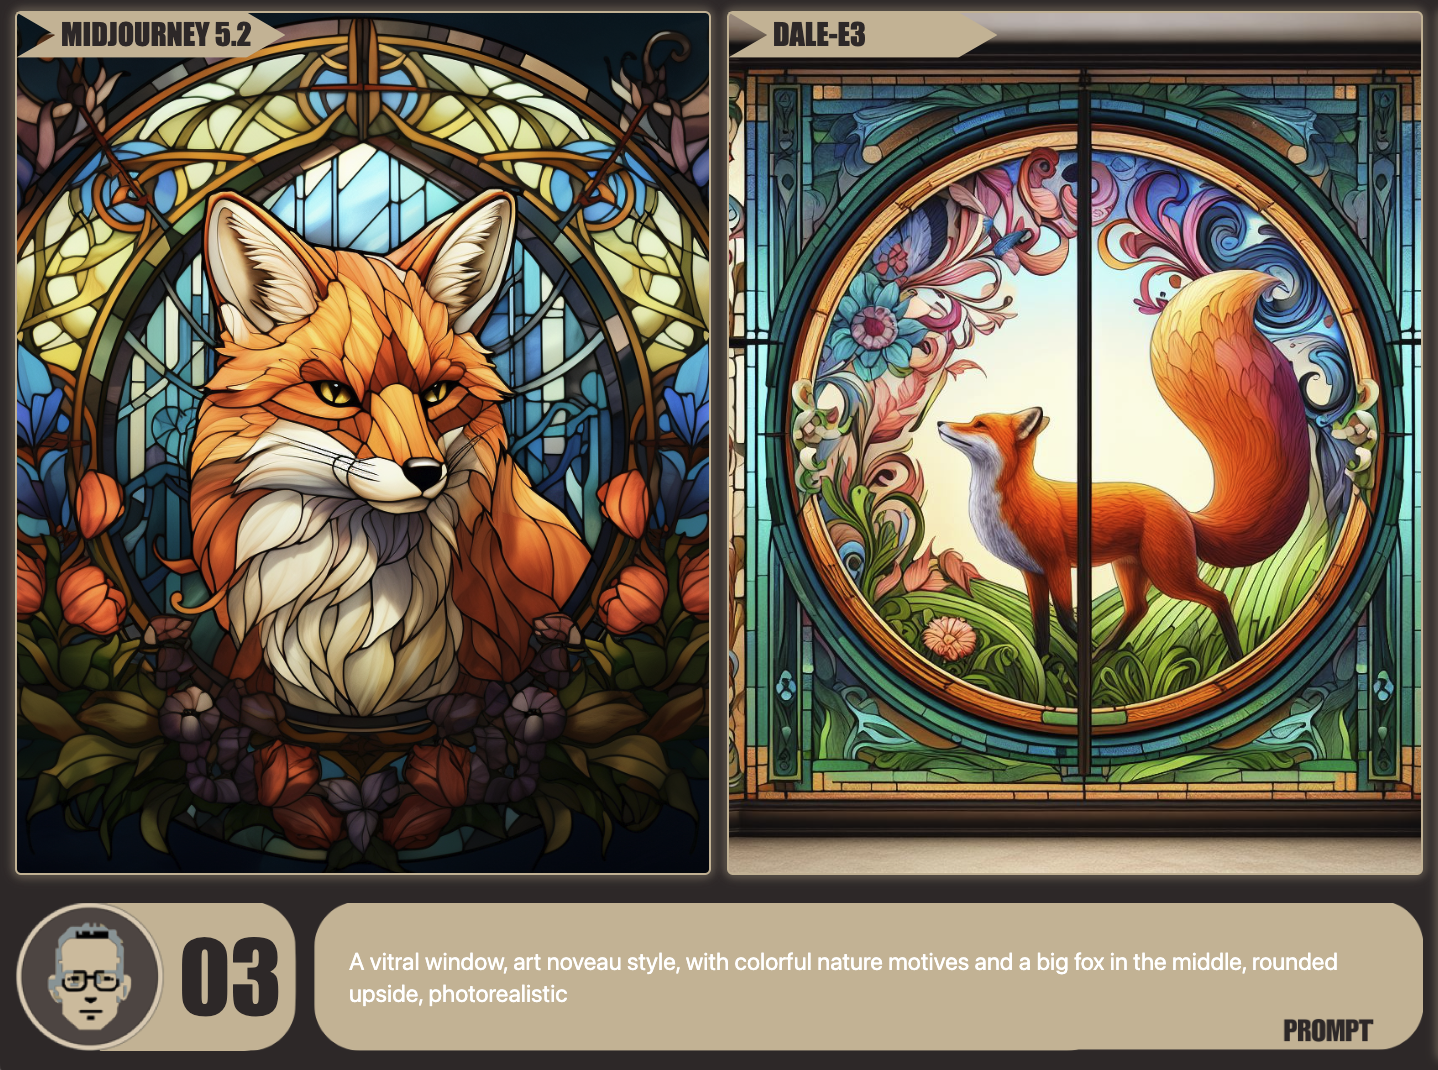 MIDJOURNEY 5.2
DALE-E3
03
A vitral window, art noveau style, with colorful nature motives and a big fox in the middle, rounded
upside, photorealistic
PROMPT